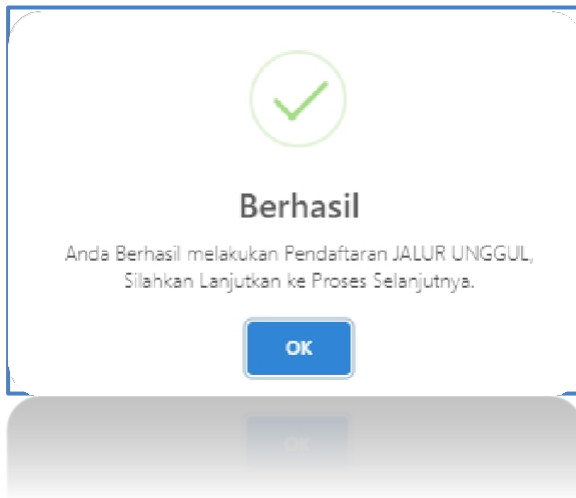 Berhasil
Anda Berhasil melakukan Pendaftaran JALUR UNGGUL,
Silahkan Lanjutkan ke Proses Selanjutnya.
OK